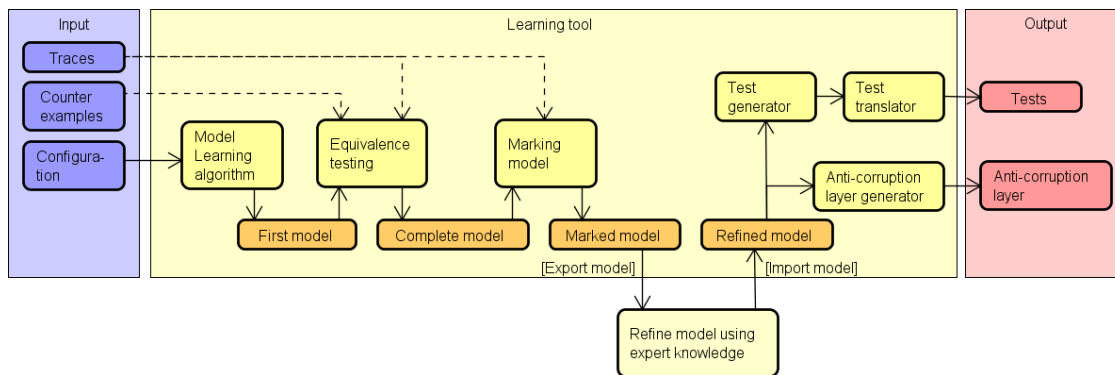 Input
Learning tool
Output
Traces
Counter
examples
Configura-
tion
Model
Learning
algorithm
Equivalence
testing
Marking
model
Test
generator
Test
translator
Tests
Anti-corruption
layer generator
Anti-corruption
layer
First model
Complete model
Marked model
Refined model
[Export model]
[Import model]
Refine model using
expert knowledge